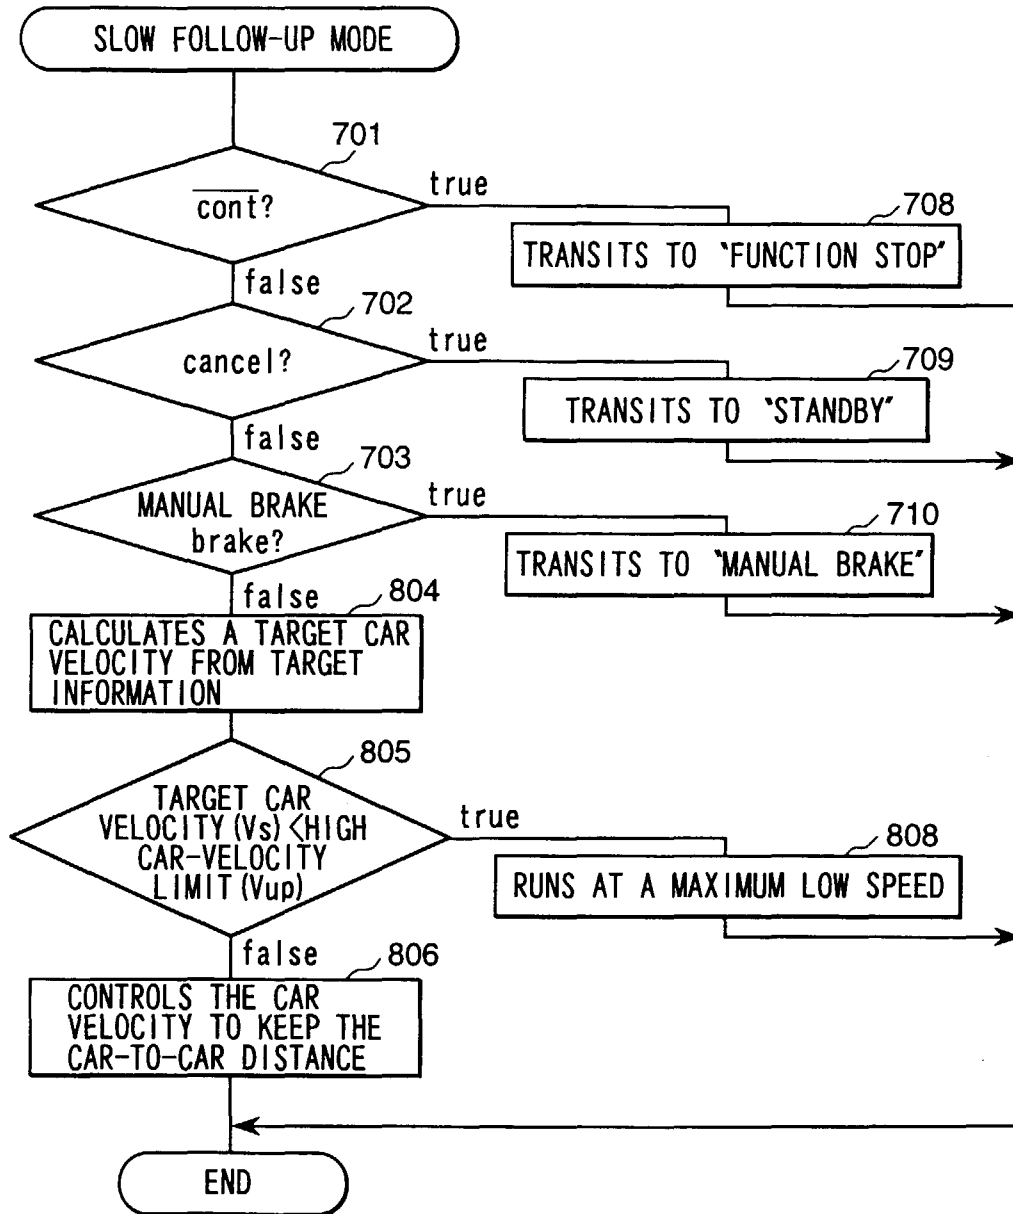 SLOW FOLLOW-UP MODE
701
cont?
true
708
TRANSITS TO "FUNCTION STOP"
false
702
cancel?
true
709
TRANSITS TO "STANDBY"
false
703
MANUAL BRAKE
brake?
true
710
TRANSITS TO "MANUAL BRAKE"
false
804
CALCULATES A TARGET CAR
VELOCITY FROM TARGET
INFORMATION
805
TARGET CAR
VELOCITY(Vs)<HIGH
CAR-VELOCITY
LIMIT(Vup)
true
808
RUNS AT A MAXIMUM LOW SPEED
false
806
CONTROLS THE CAR
VELOCITY TO KEEP THE
CAR-TO-CAR DISTANCE
END